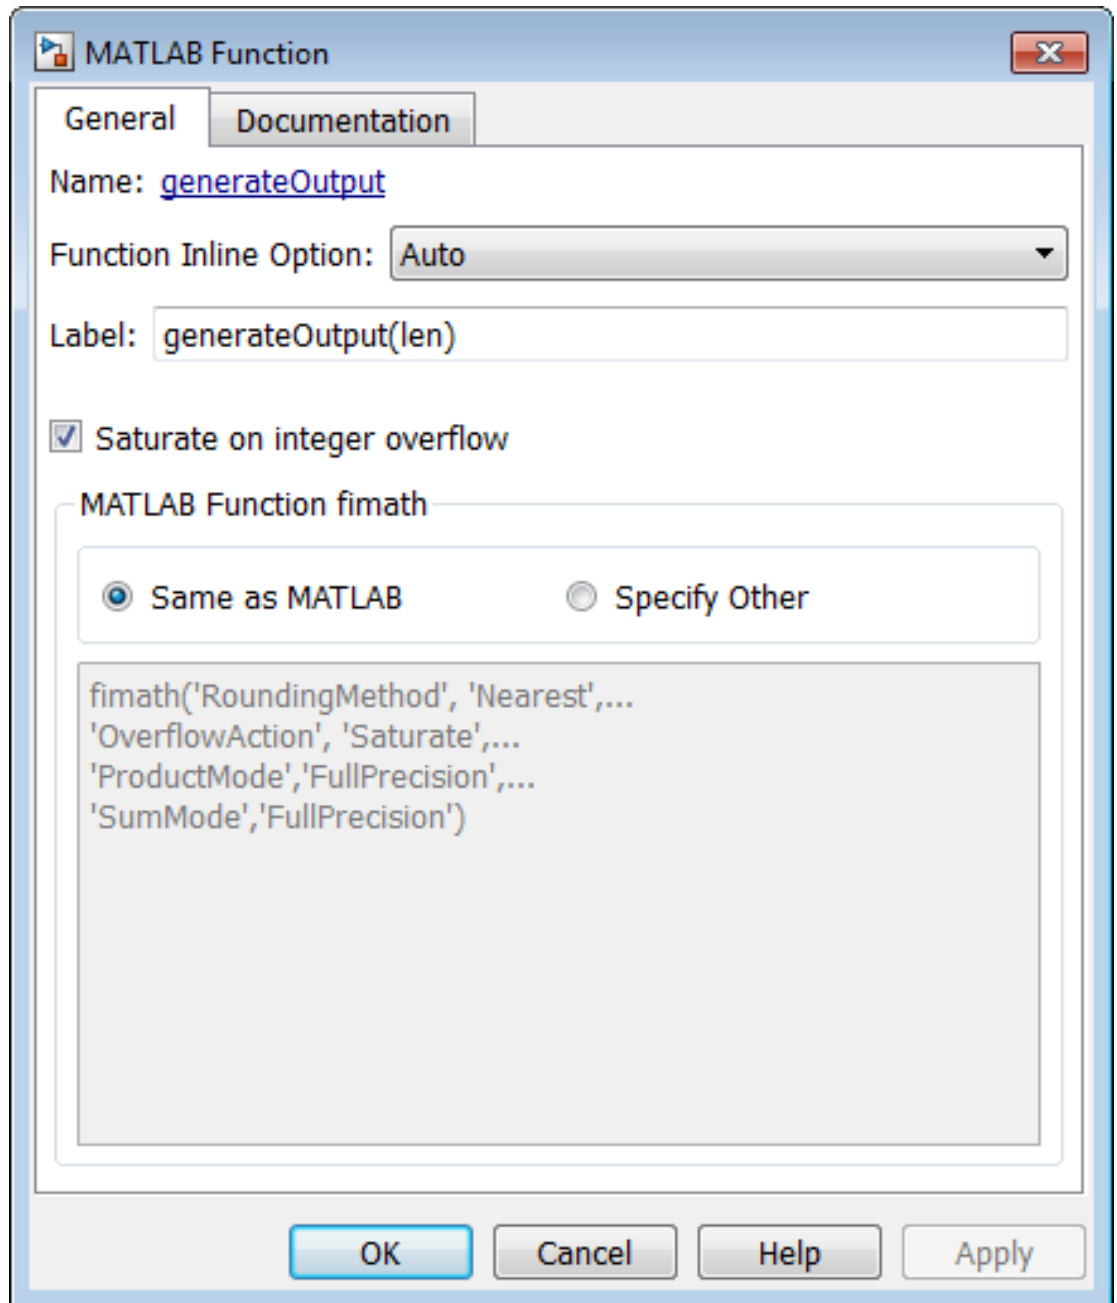 MATLAB Function
General Documentation
Name: generateOutput
Function Inline Option: Auto
Label: generateOutput(len)
Saturate on integer overflow
MATLAB Function fimath
Same as MATLAB Specify Other
fimath('RoundingMethod', 'Nearest',...
'OverflowAction', 'Saturate',...
'ProductMode','FullPrecision',...
'SumMode','FullPrecision')
OK Cancel Help Apply